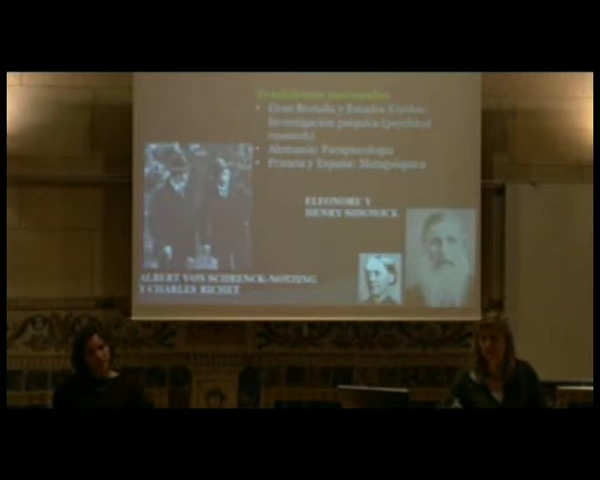 Tradiciones nacionales
• Gran Bretaña y Estados Unidos:
Investigación psíquica (psychical
research)
• Alemania: Parapsicología
• Francia y España: Metapsíquica
ELEONORE Y
HENRY SIDGWICK
ALBERT VON SCHRENCK-NOTZING
Y CHARLES RICHET